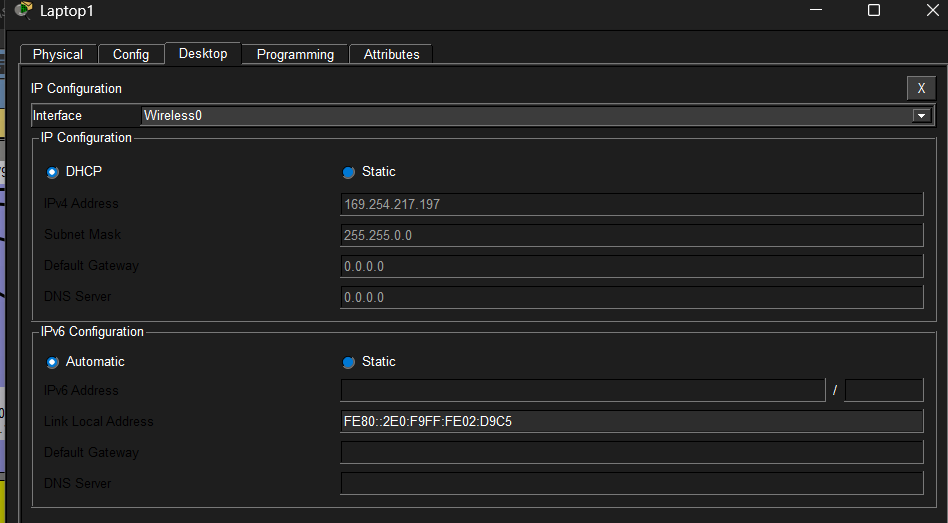 Laptop1
Physical Config Desktop Programming Attributes
IP Configuration X
Interface Wireless0
IP Configuration
DHCP Static
IPv4 Address 169.254.217.197
Subnet Mask 255.255.0.0
Default Gateway 0.0.0.0
DNS Server 0.0.0.0
IPv6 Configuration
Automatic Static
IPv6 Address /
Link Local Address FE80::2E0:F9FF:FE02:D9C5
Default Gateway
DNS Server